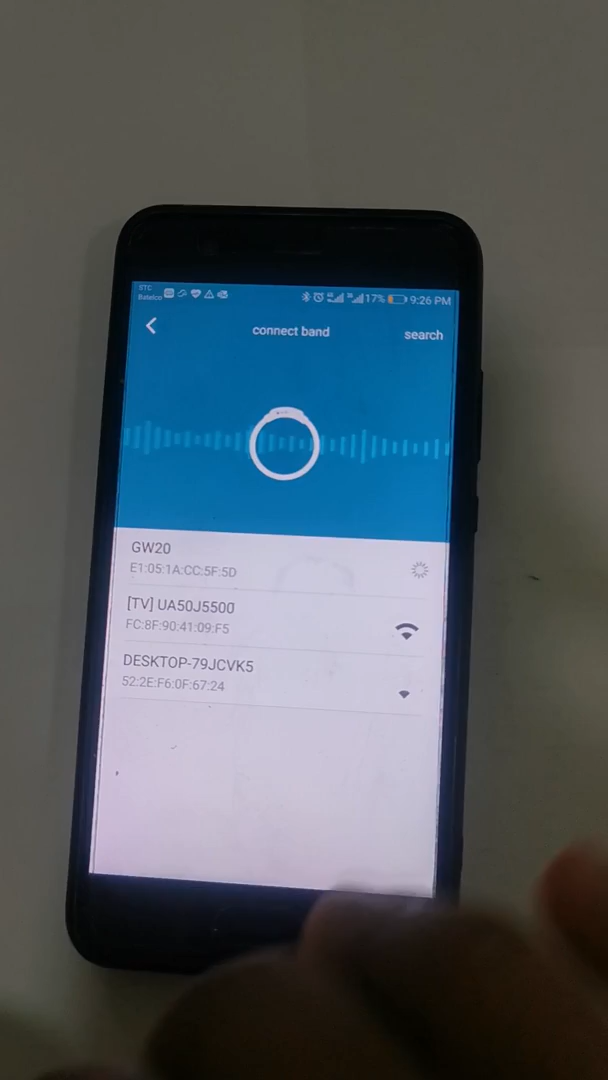 STC
Batelco
17% 9:26 PM
connect band
search
GW20
E1:05:1A:CC:5F:5D
[TV] UA50J5500
FC:8F:90:41:09:F5
DESKTOP-79JCVK5
52:2E:F6:0F:67:24